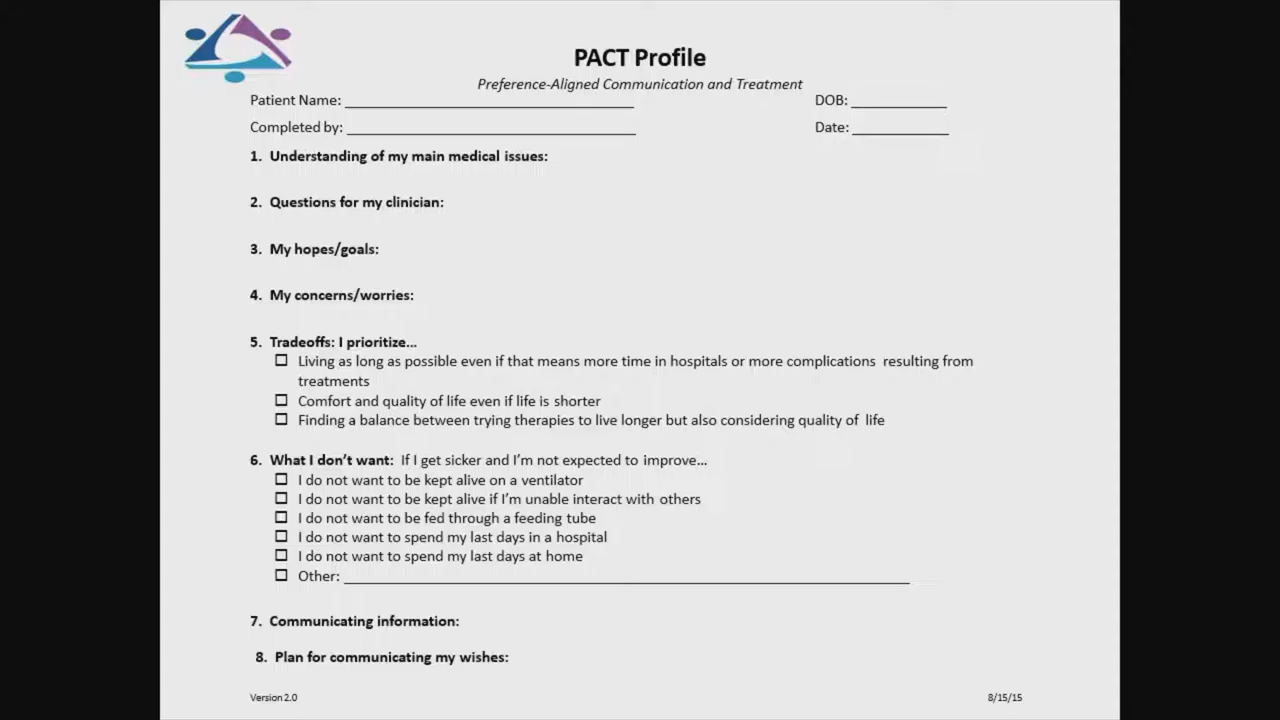 PACT Profile
Preference-Aligned Communication and Treatment
Patient Name: ___________________________________ DOB: ___________
Completed by: ___________________________________ Date: ___________
1. Understanding of my main medical issues:
2. Questions for my clinician:
3. My hopes/goals:
4. My concerns/worries:
5. Tradeoffs: I prioritize...
☐ Living as long as possible even if that means more time in hospitals or more complications resulting from
treatments
☐ Comfort and quality of life even if life is shorter
☐ Finding a balance between trying therapies to live longer but also considering quality of life
6. What I don't want: If I get sicker and I'm not expected to improve...
☐ I do not want to be kept alive on a ventilator
☐ I do not want to be kept alive if I'm unable interact with others
☐ I do not want to be fed through a feeding tube
☐ I do not want to spend my last days in a hospital
☐ I do not want to spend my last days at home
☐ Other: ___________________________________
7. Communicating information:
8. Plan for communicating my wishes:
Version 2.0 8/15/15